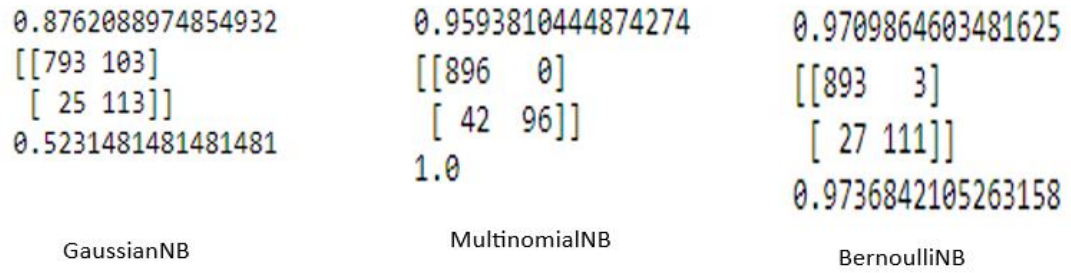 0.8762088974854932
[[793 103]
[ 25 113]]
0.5231481481481481
GaussianNB
0.9593810444874274
[[896 0]
[ 42 96]]
1.0
MultinomialNB
0.9709864603481625
[[893 3]
[ 27 111]]
0.9736842105263158
BernoulliNB